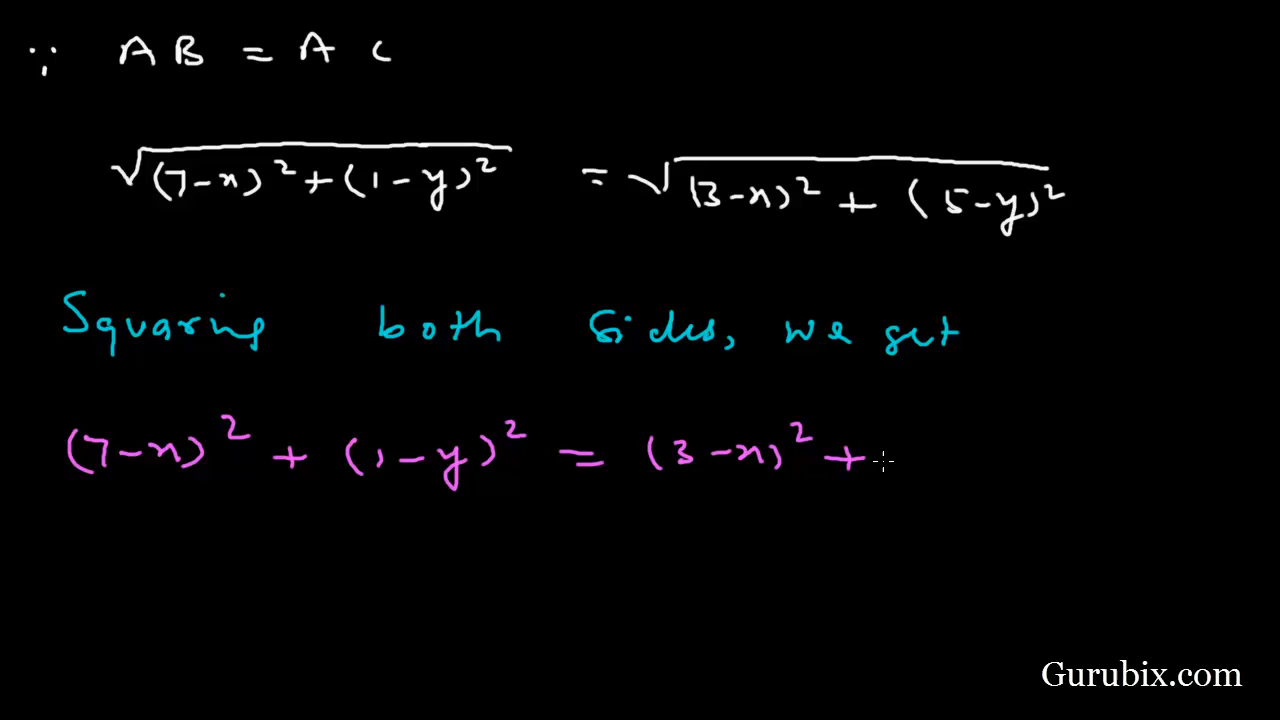 ∵ AB = AC
√(7-x)² + (1-y)² = √(3-x)² + (5-y)²
Squaring both sides, we get
(7-x)² + (1-y)² = (3-x)² +
Gurubix.com